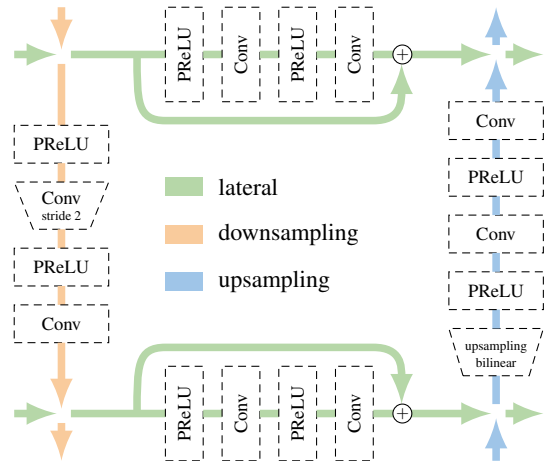 PReLU
Conv
PReLU
Conv
+
PReLU
Conv
stride 2
PReLU
Conv
lateral
downsampling
upsampling
Conv
PReLU
Conv
PReLU
upsampling
bilinear
PReLU
Conv
PReLU
Conv
+